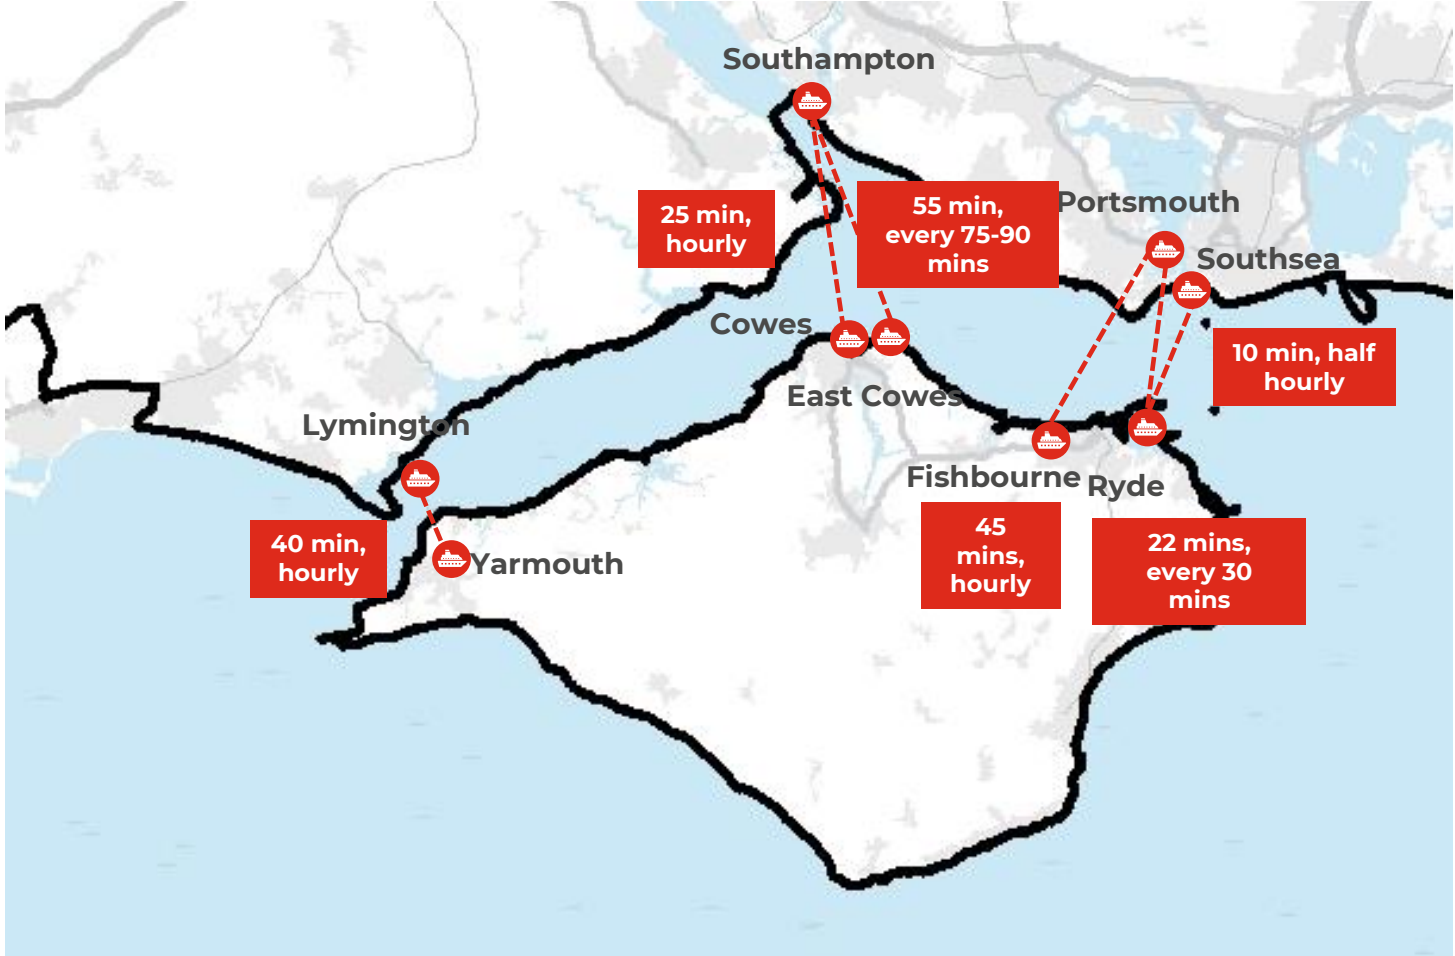 Southampton
25 min,
hourly
55 min,
every 75-90
mins
Portsmouth
Southsea
Cowes
10 min, half
hourly
East Cowes
Lymington
Fishbourne
Ryde
40 min,
hourly
Yarmouth
45
mins,
hourly
22 mins,
every 30
mins